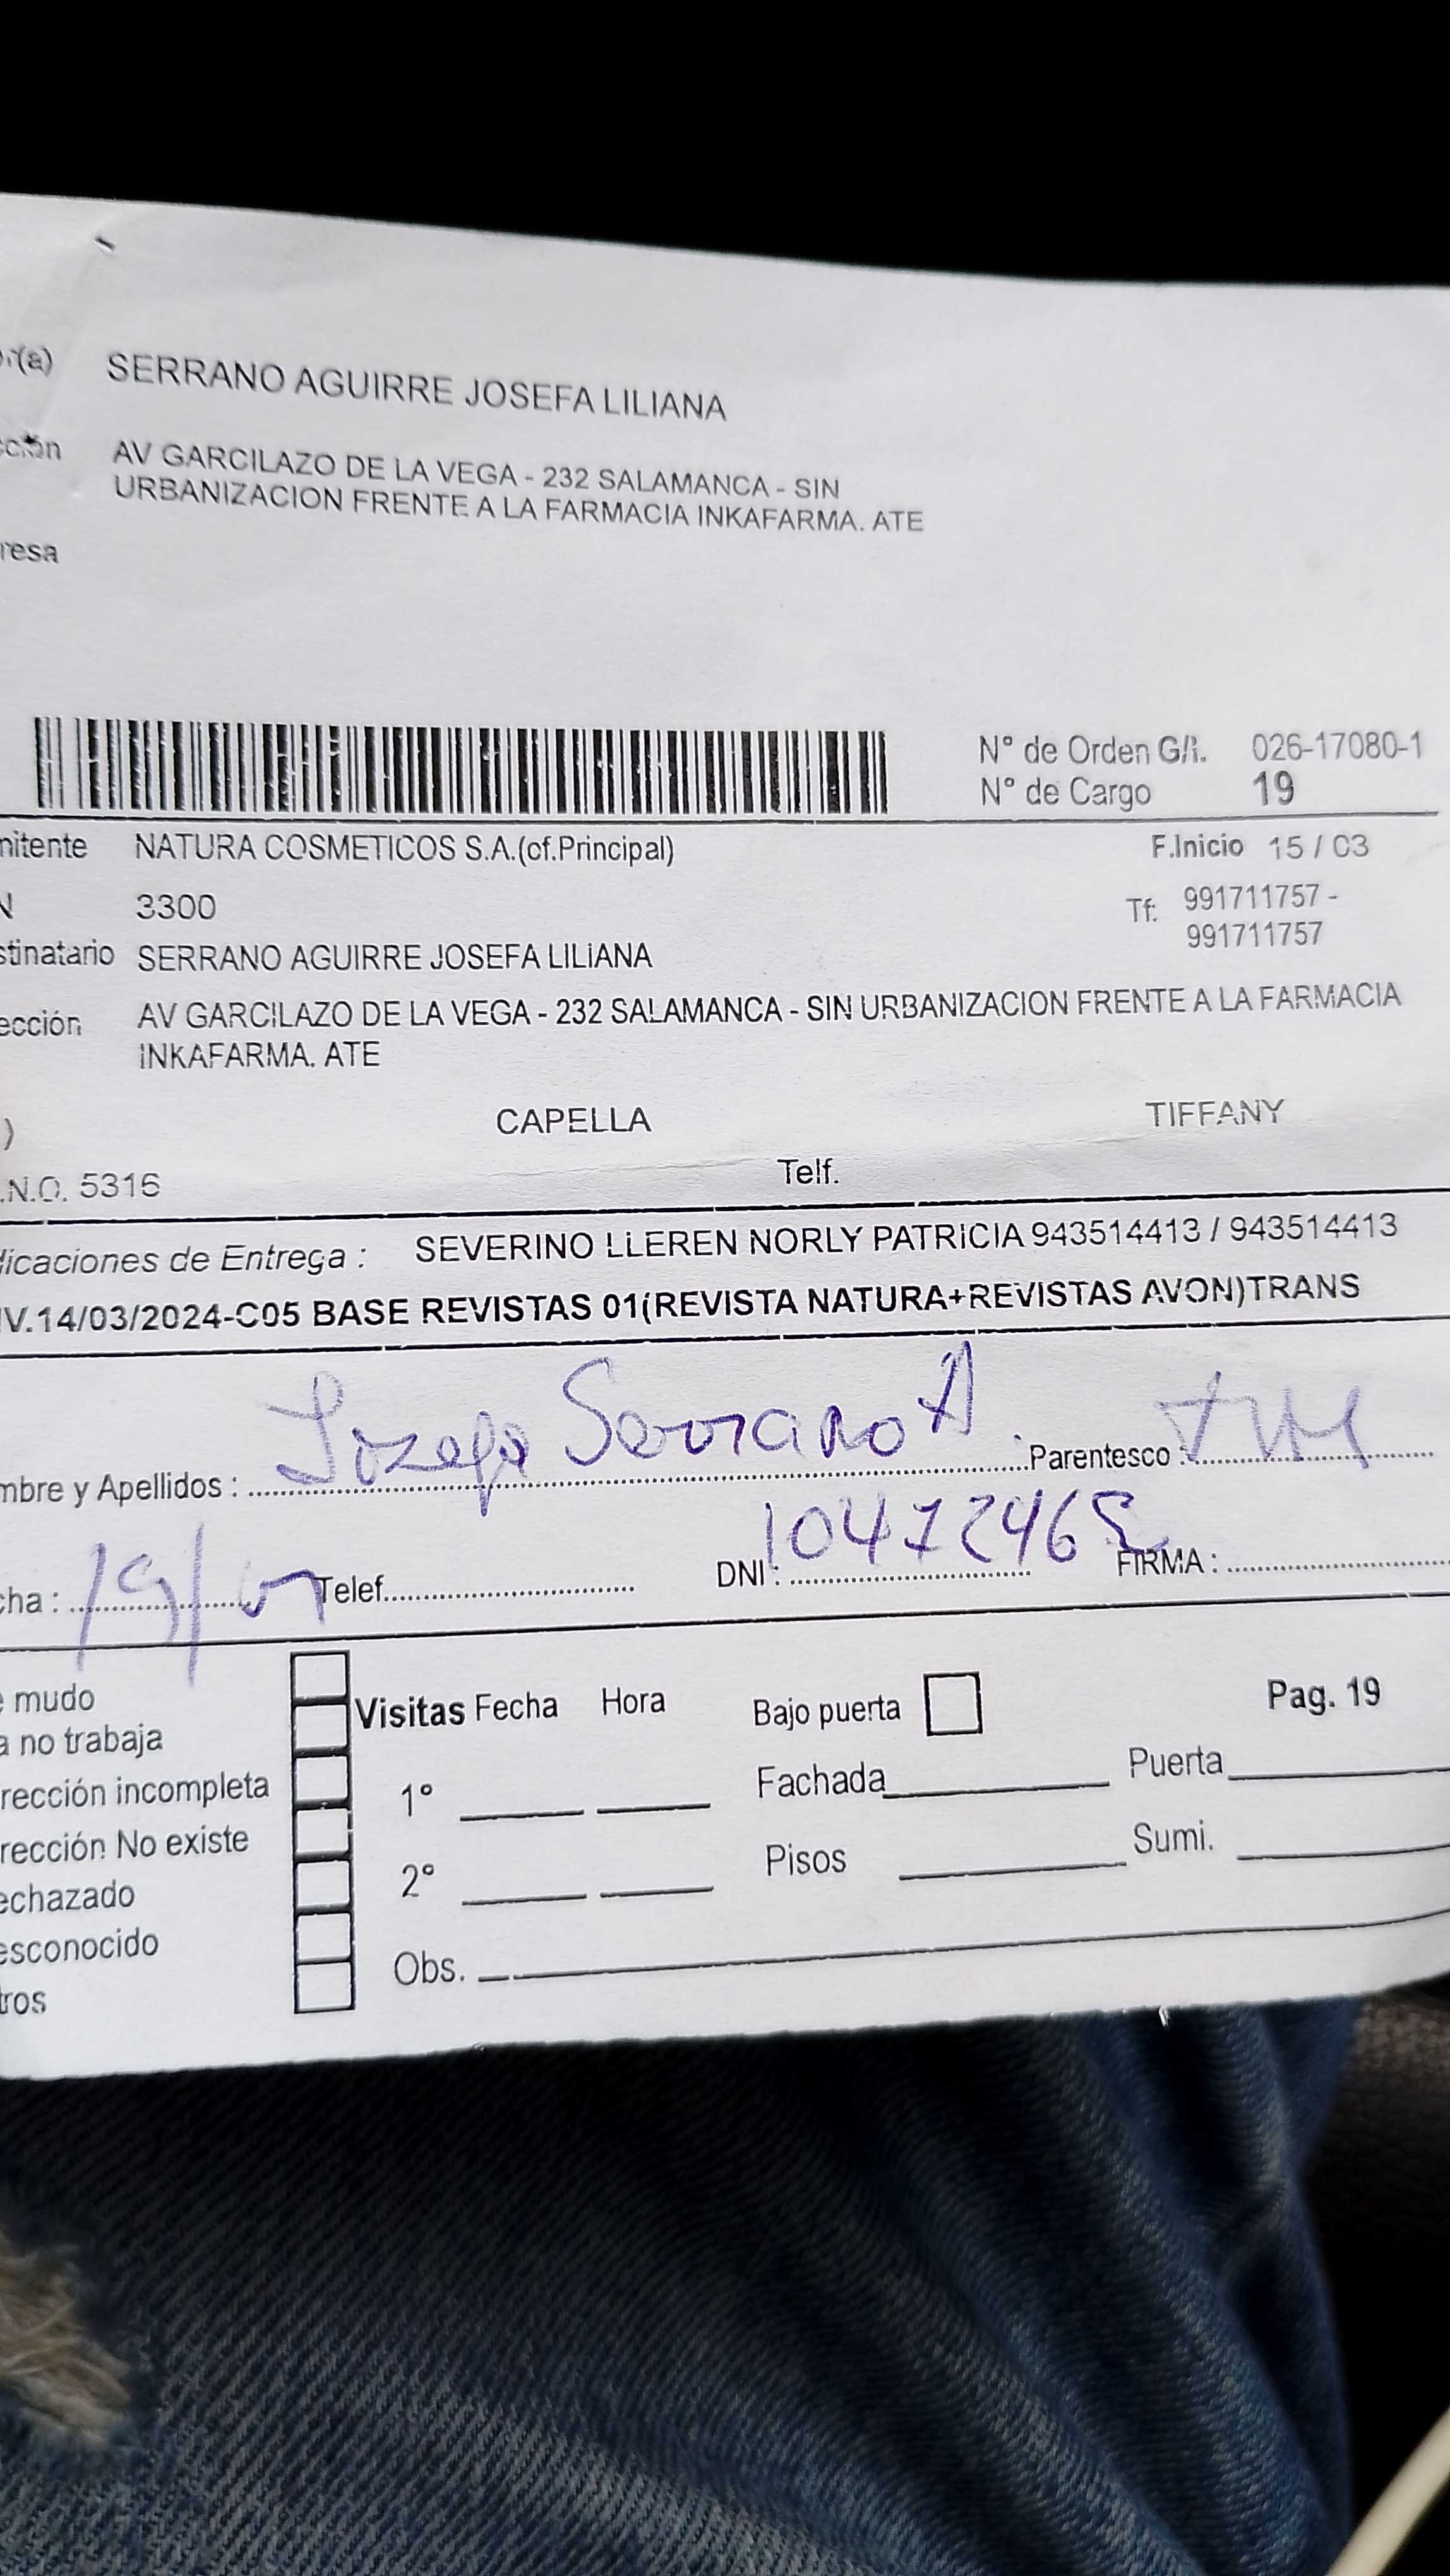 r(a) SERRANO AGUIRRE JOSEFA LILIANA
cción AV GARCILAZO DE LA VEGA - 232 SALAMANCA - SIN
URBANIZACION FRENTE A LA FARMACIA INKAFARMA. ATE
resa
N° de Orden G/I. 026-17080-1
N° de Cargo 19
mitente NATURA COSMETICOS S.A.(cf.Principal) F.Inicio 15 / 03
N 3300 Tf: 991711757 -
991711757
stinatario SERRANO AGUIRRE JOSEFA LILIANA
ección AV GARCILAZO DE LA VEGA - 232 SALAMANCA - SIN URBANIZACION FRENTE A LA FARMACIA
INKAFARMA. ATE
) CAPELLA TIFFANY
.N.O. 5316 Telf.
dicaciones de Entrega : SEVERINO LLEREN NORLY PATRICIA 943514413 / 943514413
IV.14/03/2024-C05 BASE REVISTAS 01(REVISTA NATURA+REVISTAS AVON)TRANS
mbre y Apellidos : Jozefa Serrano A Parentesco :
cha : Telef. DNI : FIRMA :
e mudo
a no trabaja
rección incompleta
rección No existe
echazado
esconocido
tros
Visitas Fecha Hora Bajo puerta Pag. 19
1° Fachada Puerta
2° Pisos Sumi.
Obs.